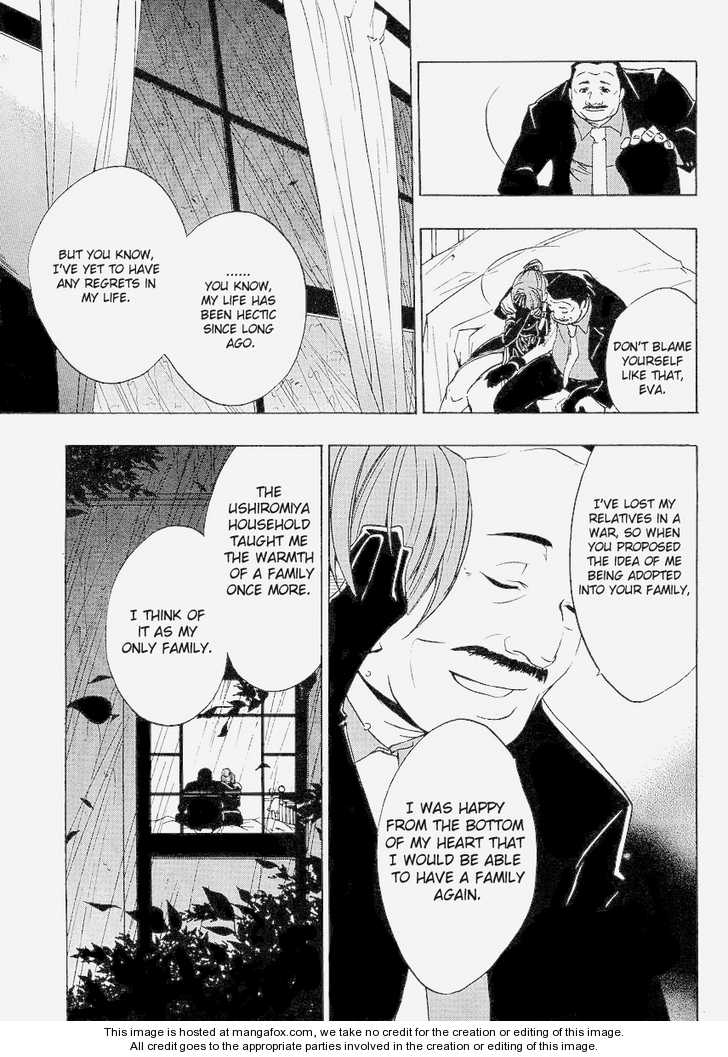 DON'T BLAME
YOURSELF
LIKE THAT,
EVA.
......
YOU KNOW,
MY LIFE HAS
BEEN HECTIC
SINCE LONG
AGO.
BUT YOU KNOW,
I'VE YET TO HAVE
ANY REGRETS IN
MY LIFE.
I'VE LOST MY
RELATIVES IN A
WAR, SO WHEN
YOU PROPOSED
THE IDEA OF ME
BEING ADOPTED
INTO YOUR FAMILY,
I WAS HAPPY
FROM THE BOTTOM
OF MY HEART THAT
I WOULD BE ABLE
TO HAVE A FAMILY
AGAIN.
THE
USHIROMIYA
HOUSEHOLD
TAUGHT ME
THE WARMTH
OF A FAMILY
ONCE MORE.
I THINK OF
IT AS MY
ONLY FAMILY.
This image is hosted at mangafox.com, we take no credit for the creation or editing of this image.
All credit goes to the appropriate parties involved in the creation or editing of this image.